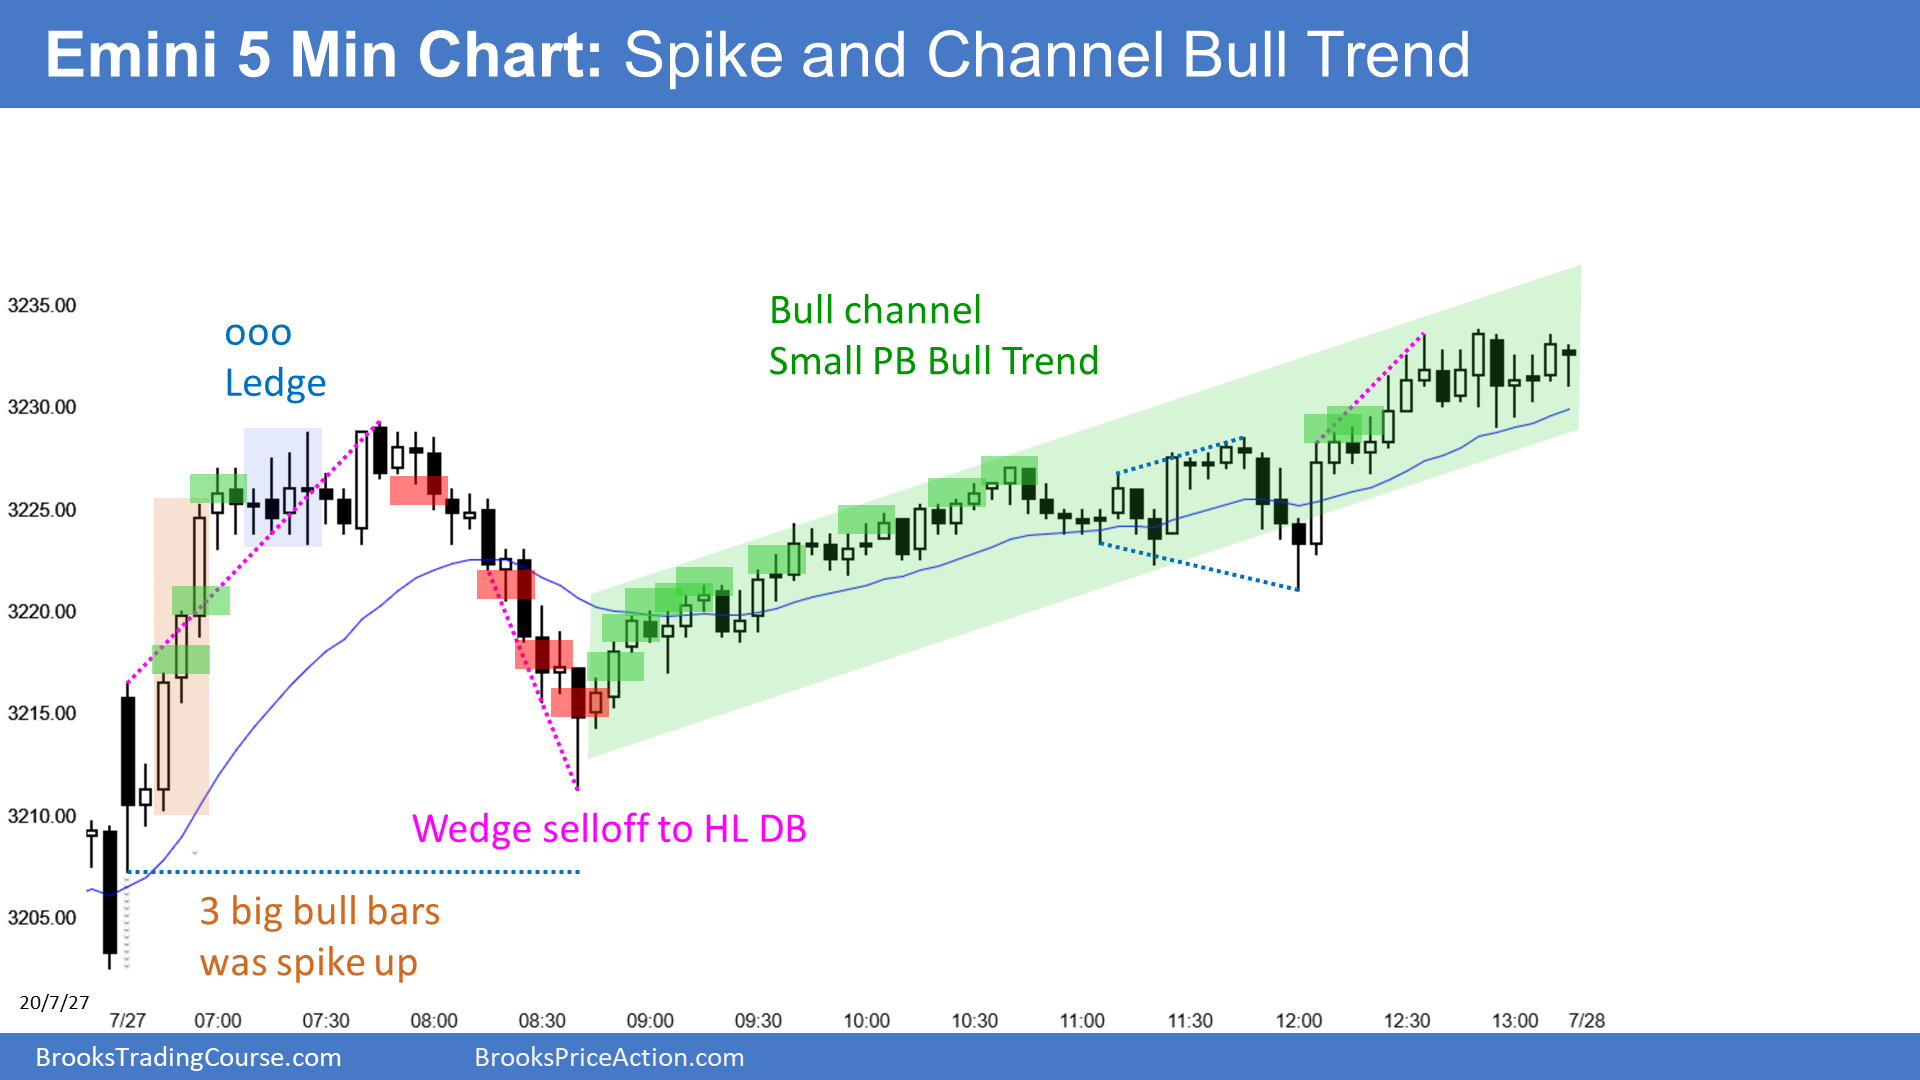 Emini 5 Min Chart: Spike and Channel Bull Trend
3235.00
3230.00
3225.00
3220.00
3215.00
3210.00
3205.00
ooo
Ledge
Bull channel
Small PB Bull Trend
Wedge selloff to HL DB
3 big bull bars
was spike up
20/7/27
7/27 07:00 07:30 08:00 08:30 09:00 09:30 10:00 10:30 11:00 11:30 12:00 12:30 13:00 7/28
BrooksTradingCourse.com BrooksPriceAction.com